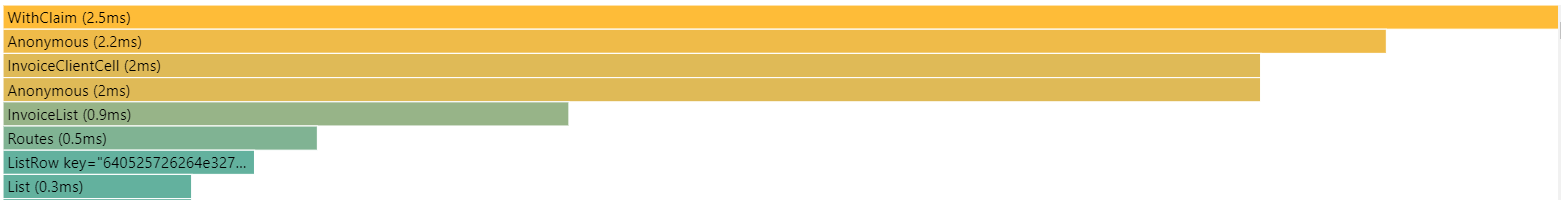 WithClaim (2.5ms)
Anonymous (2.2ms)
InvoiceClientCell (2ms)
Anonymous (2ms)
InvoiceList (0.9ms)
Routes (0.5ms)
ListRow key="640525726264e327...
List (0.3ms)